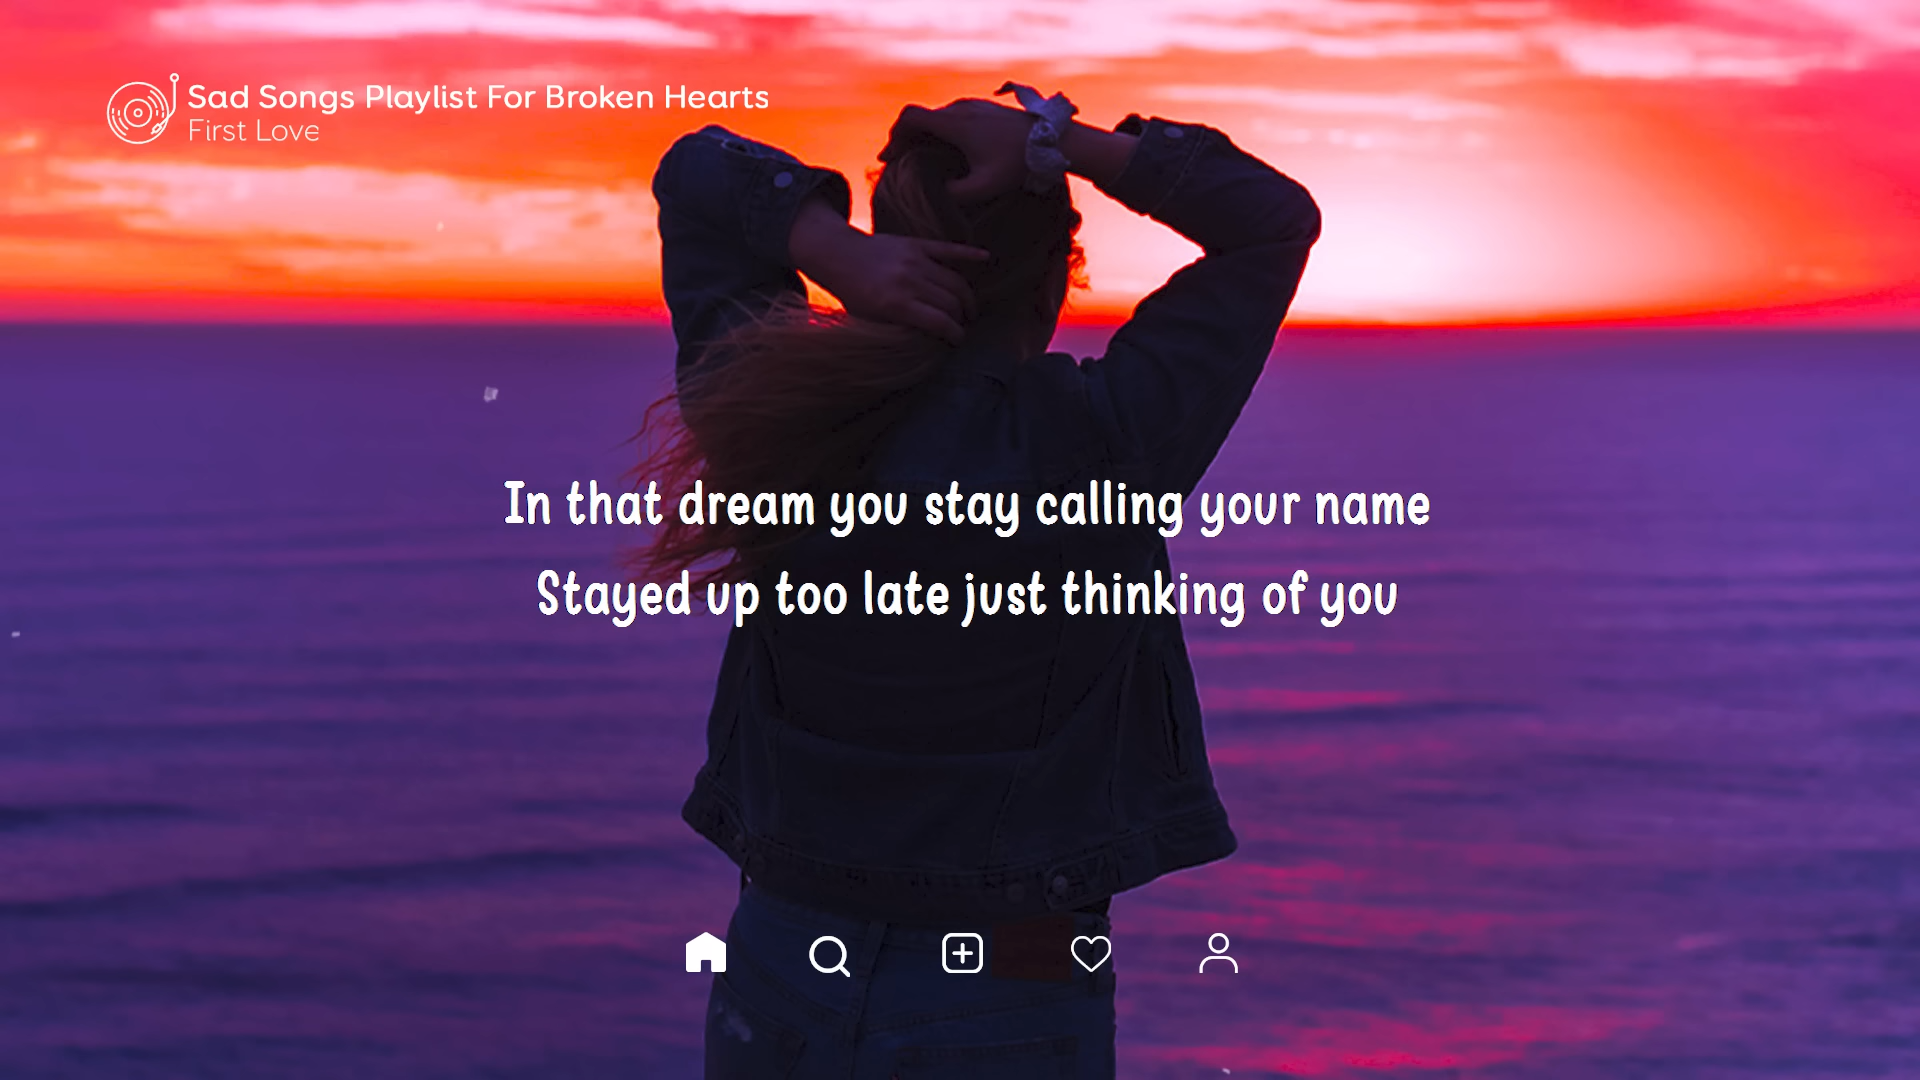 Sad Songs Playlist For Broken Hearts
First Love
In that dream you stay calling your name
Stayed up too late just thinking of you